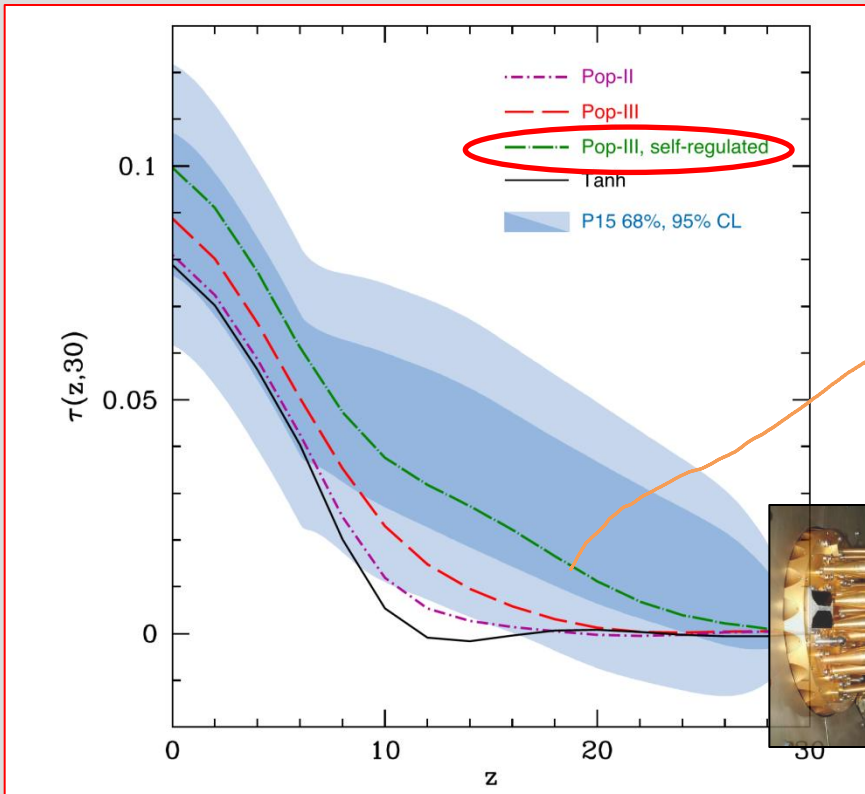 Pop-II
Pop-III
Pop-III, self-regulated
Tanh
P15 68%, 95% CL
0.1
0.05
0
τ(z,30)
0
10
20
30
z